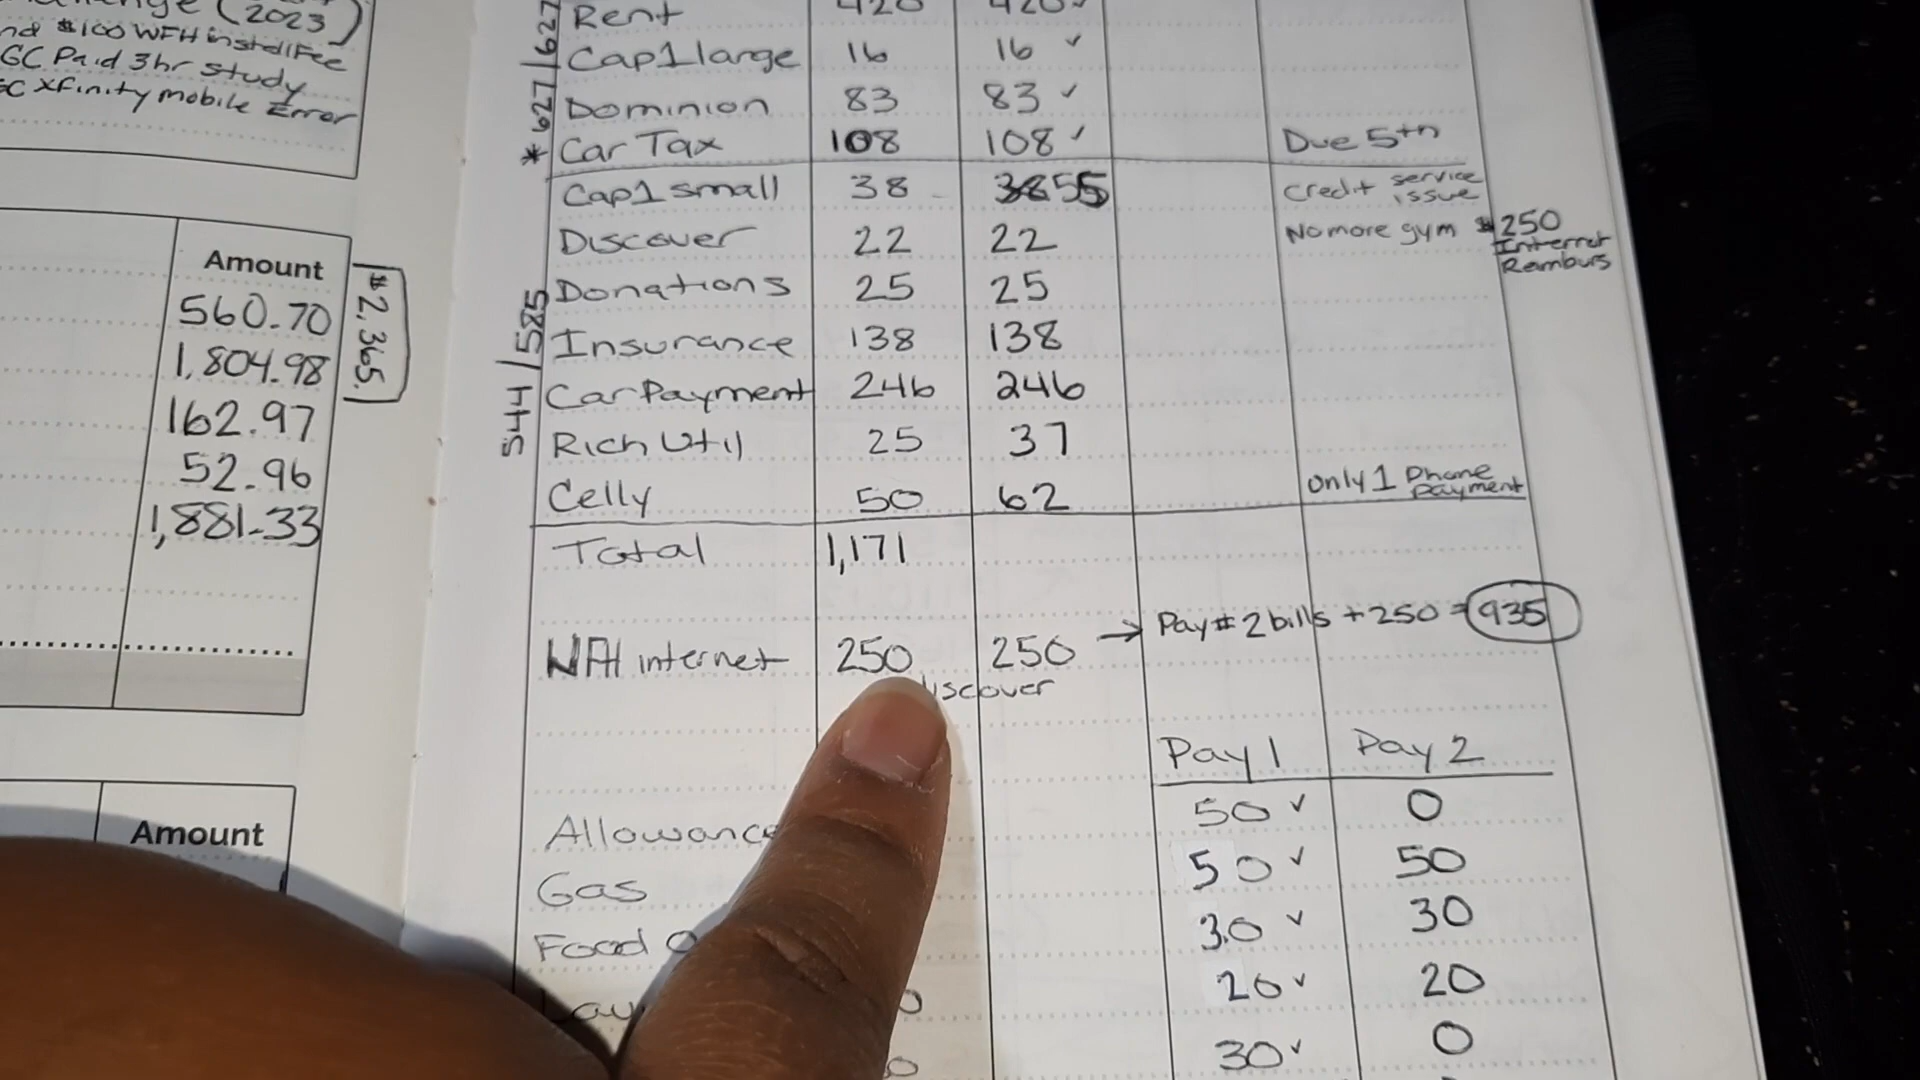 (2023)
$100 WFH install Fee
GC Paid 3hr study
GC Xfinity mobile Error
Amount
560.70
1,804.98
162.97
52.96
1,881.33
$2,365.
Amount
*627/627
544/585
Rent 420 420 ✓
Cap1 large 16 16 ✓
Dominion 83 83 ✓
Car Tax 108 108 ✓ Due 5th
Cap1 small 38 38 55 credit service issue
Discover 22 22 No more gym $250 Internet Reimburs
Donations 25 25
Insurance 138 138
Car Payment 246 246
Rich Util 25 37
Celly 50 62 only 1 Phone payment
Total 1,171
WFH internet 250 250 → Pay #2 bills + 250 = 935
discover
Pay 1 Pay 2
Allowance 50 ✓ 0
Gas 50 ✓ 50
Food 30 ✓ 30
20 ✓ 20
30 ✓ 0